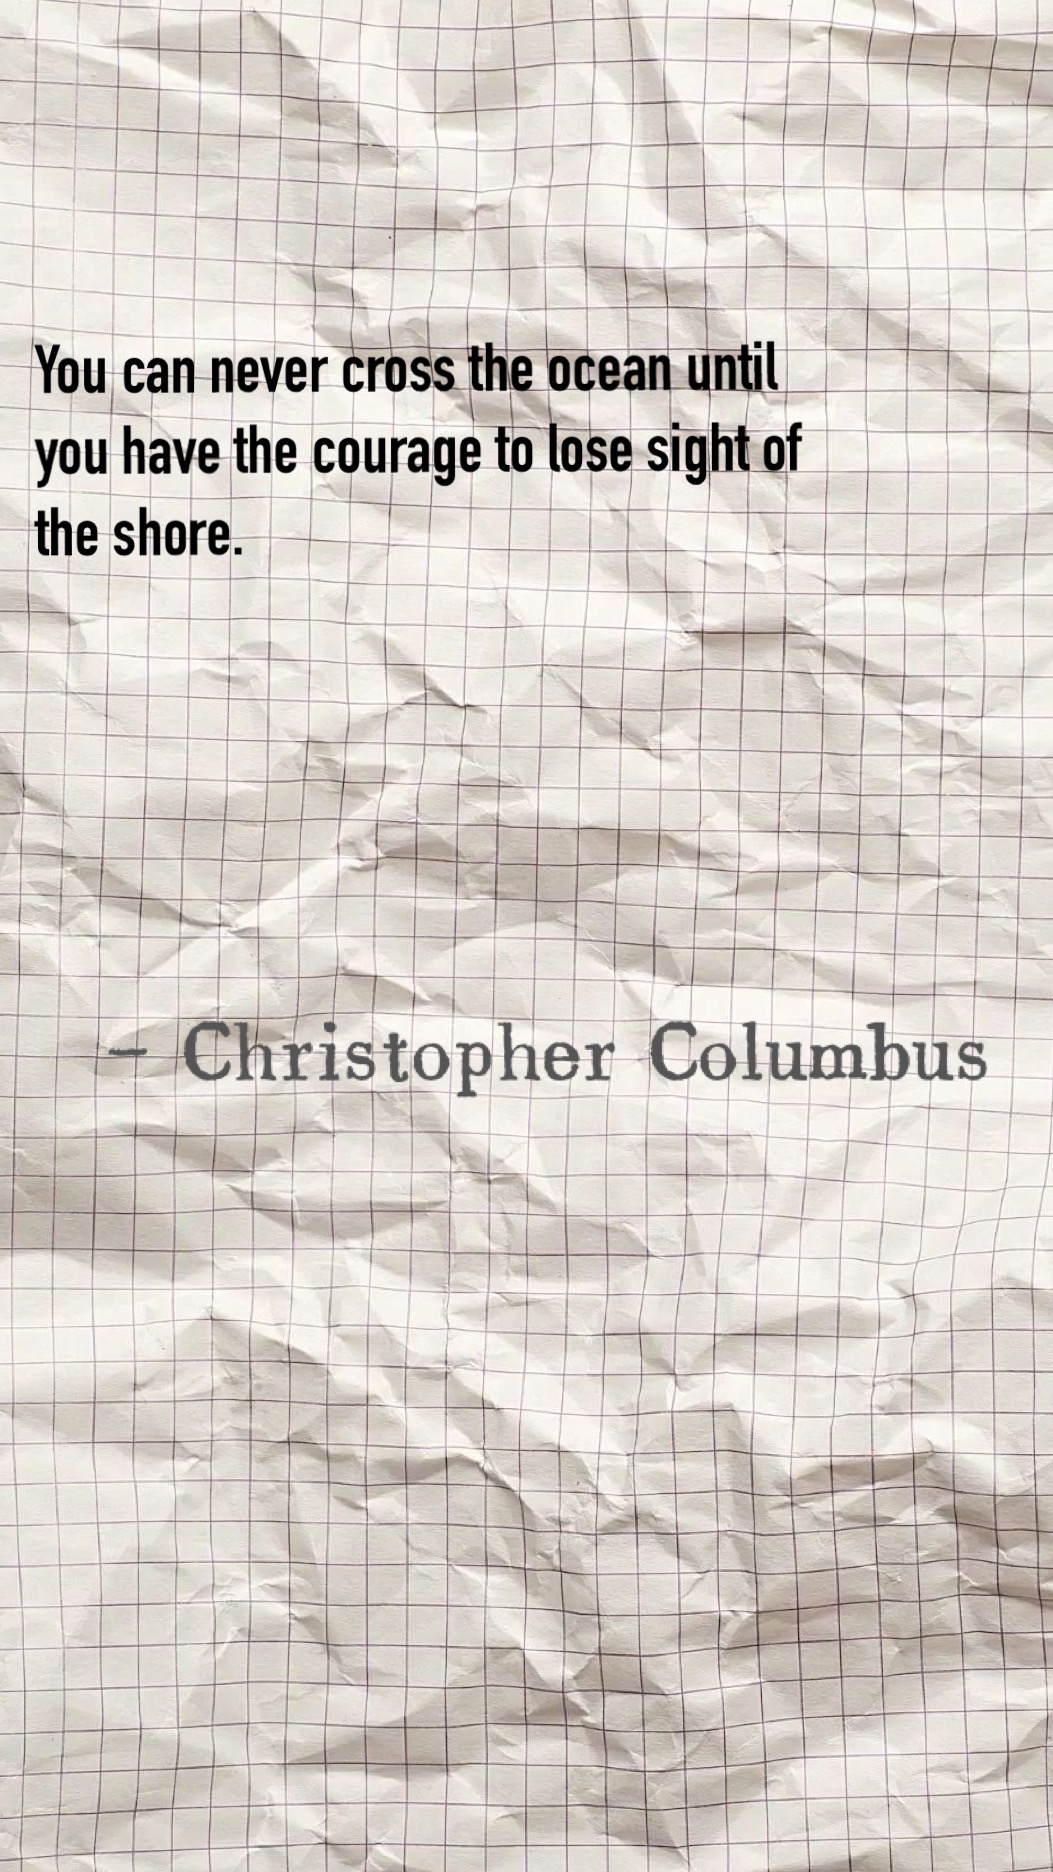 You can never cross the ocean until
you have the courage to lose sight of
the shore.
– Christopher Columbus